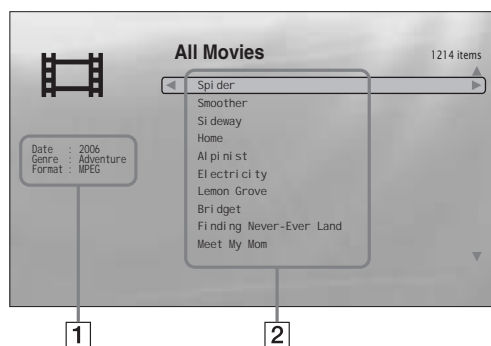 All Movies
1214 items
Spider
Smoother
Sideway
Home
Alpinist
Electricity
Lemon Grove
Bridget
Finding Never-Ever Land
Meet My Mom
Date : 2006
Genre : Adventure
Format : MPEG
1
2